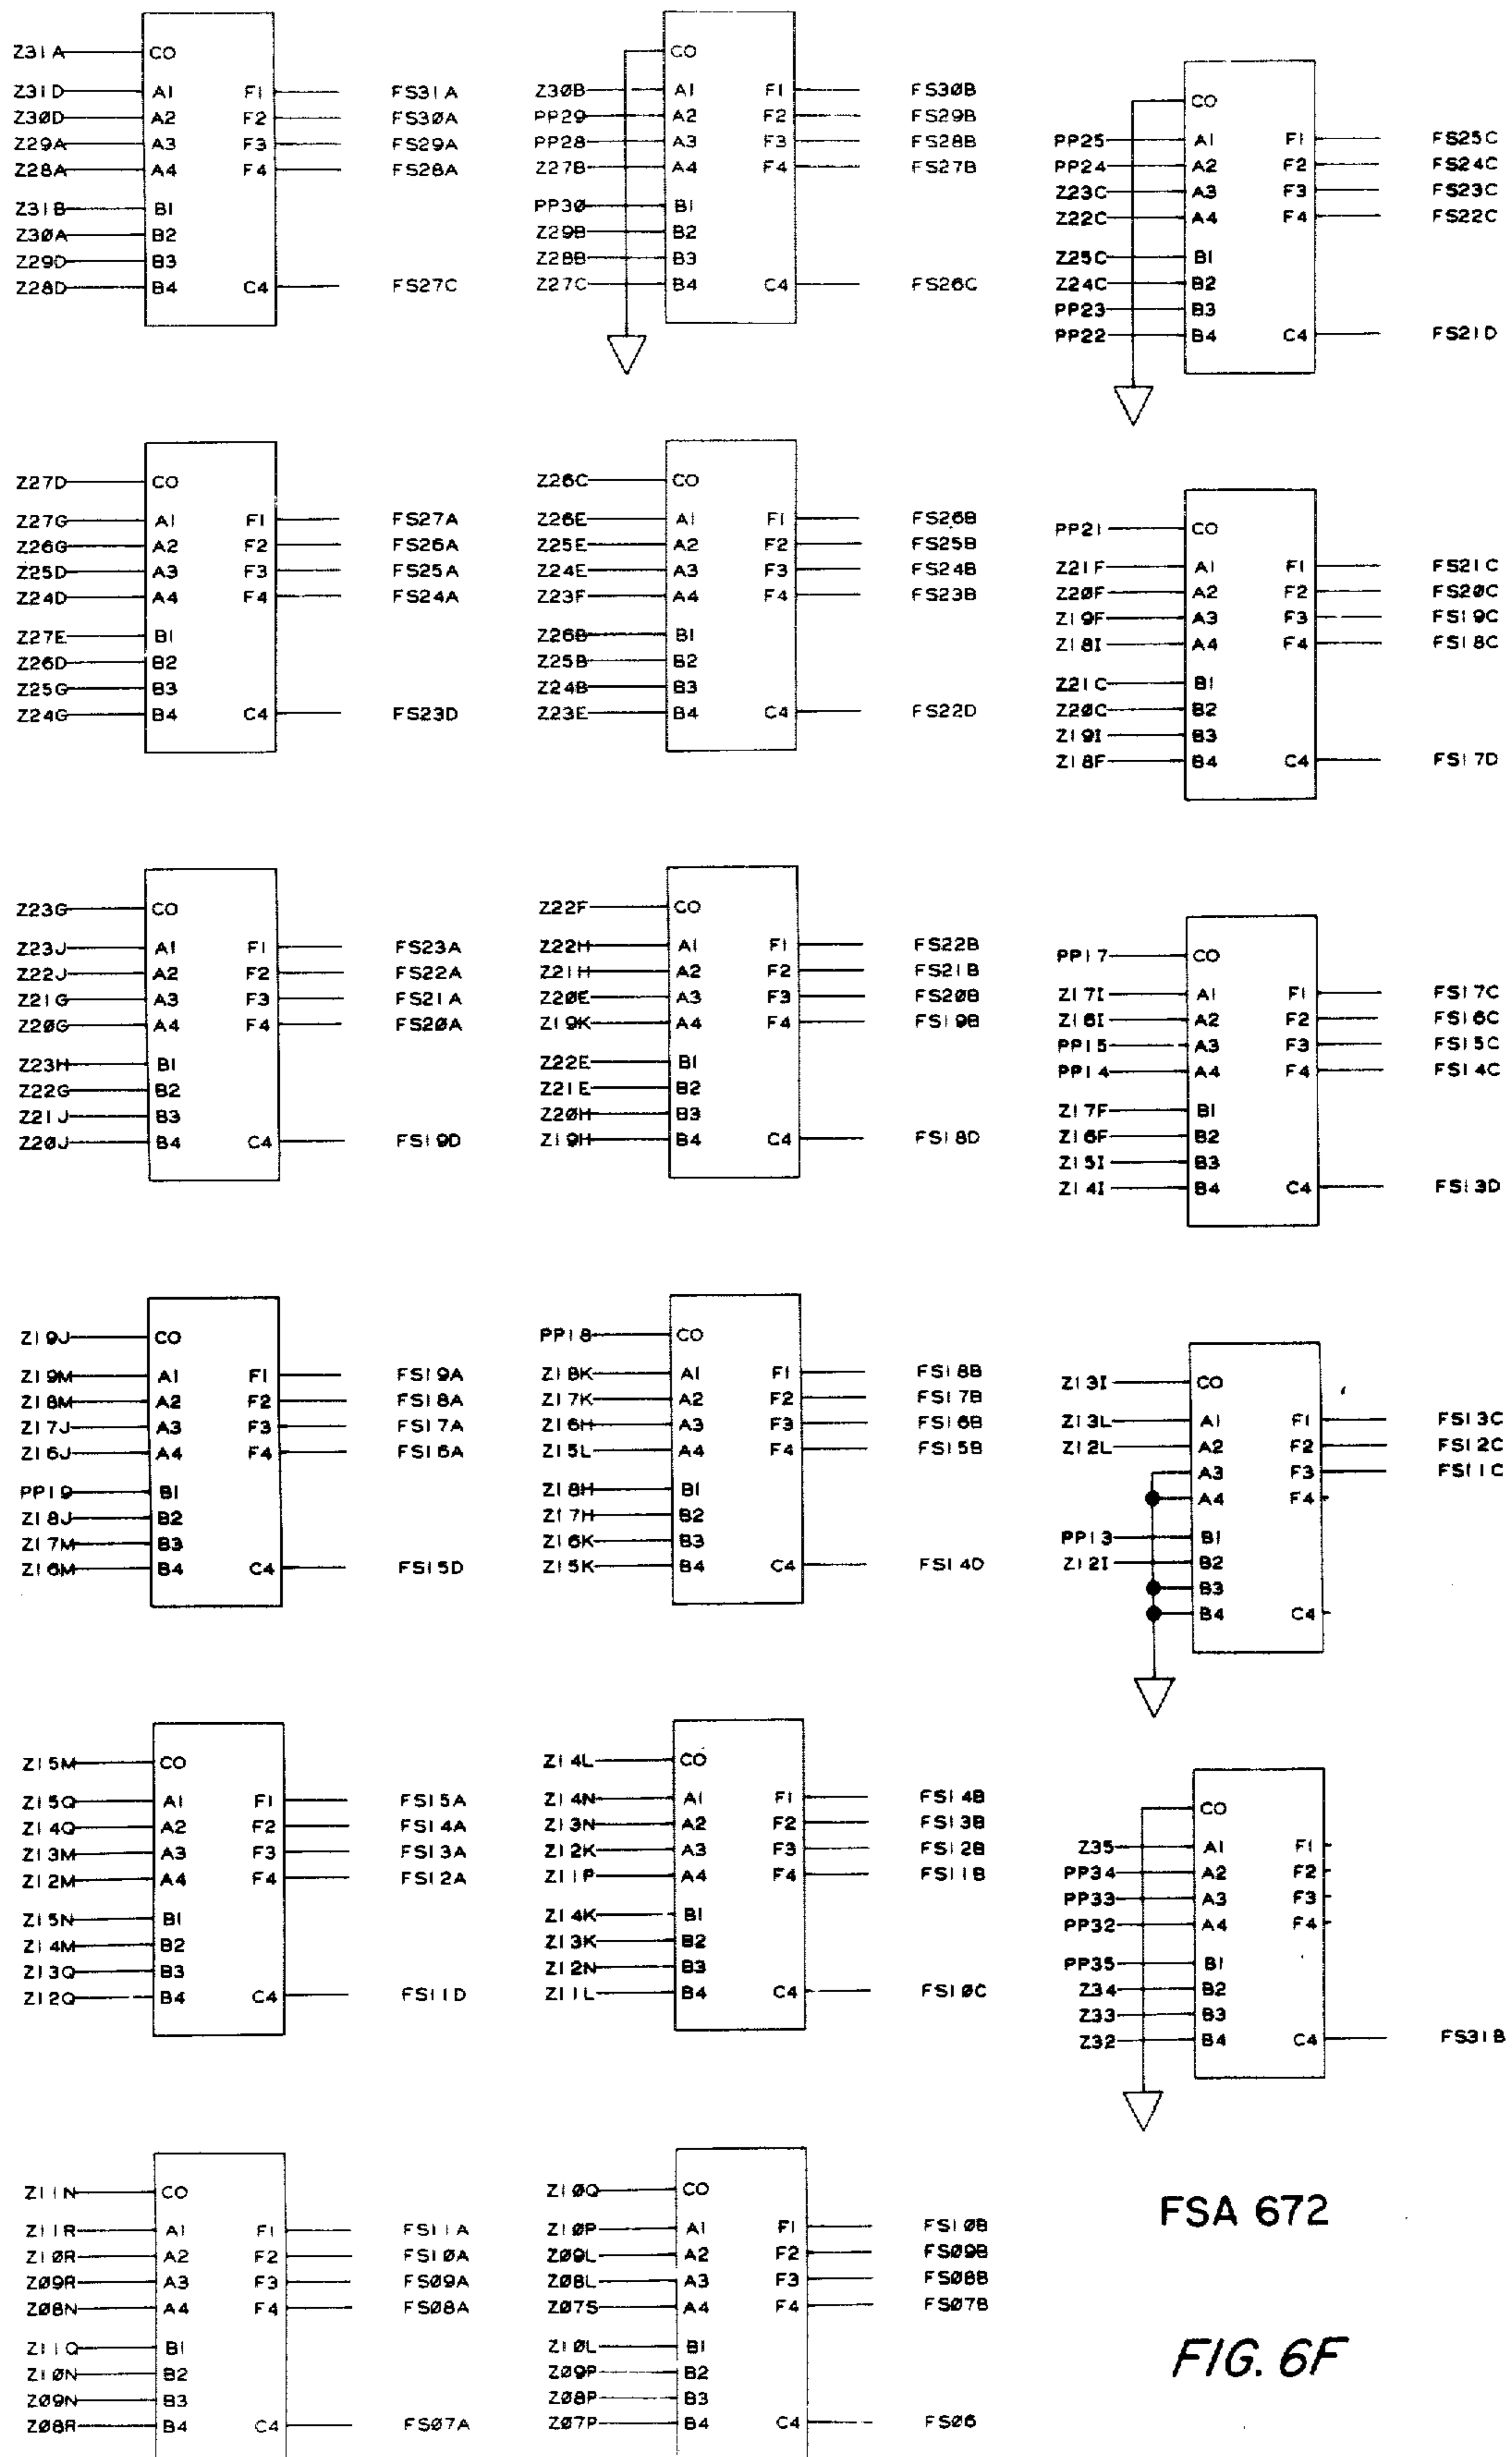 Z31A CO
Z31D A1 F1 FS31A
Z30D A2 F2 FS30A
Z29A A3 F3 FS29A
Z28A A4 F4 FS28A
Z31B B1
Z30A B2
Z29D B3
Z28D B4 C4 FS27C
CO
Z30B A1 F1 FS30B
PP29 A2 F2 FS29B
PP28 A3 F3 FS28B
Z27B A4 F4 FS27B
PP30 B1
Z29B B2
Z28B B3
Z27C B4 C4 FS26C
CO
PP25 A1 F1 FS25C
PP24 A2 F2 FS24C
Z23C A3 F3 FS23C
Z22C A4 F4 FS22C
Z25C B1
Z24C B2
PP23 B3
PP22 B4 C4 FS21D
Z27D CO
Z27G A1 F1 FS27A
Z26G A2 F2 FS26A
Z25D A3 F3 FS25A
Z24D A4 F4 FS24A
Z27E B1
Z26D B2
Z25G B3
Z24G B4 C4 FS23D
Z26C CO
Z26E A1 F1 FS26B
Z25E A2 F2 FS25B
Z24E A3 F3 FS24B
Z23F A4 F4 FS23B
Z26B B1
Z25B B2
Z24B B3
Z23E B4 C4 FS22D
PP21 CO
Z21F A1 F1 FS21C
Z20F A2 F2 FS20C
Z19F A3 F3 FS19C
Z18I A4 F4 FS18C
Z21C B1
Z20C B2
Z19I B3
Z18F B4 C4 FS17D
Z23G CO
Z23J A1 F1 FS23A
Z22J A2 F2 FS22A
Z21G A3 F3 FS21A
Z20G A4 F4 FS20A
Z23H B1
Z22G B2
Z21J B3
Z20J B4 C4 FS19D
Z22F CO
Z22H A1 F1 FS22B
Z21H A2 F2 FS21B
Z20E A3 F3 FS20B
Z19K A4 F4 FS19B
Z22E B1
Z21E B2
Z20H B3
Z19H B4 C4 FS18D
PP17 CO
Z17I A1 F1 FS17C
Z16I A2 F2 FS16C
PP15 A3 F3 FS15C
PP14 A4 F4 FS14C
Z17F B1
Z16F B2
Z15I B3
Z14I B4 C4 FS13D
Z19J CO
Z19M A1 F1 FS19A
Z18M A2 F2 FS18A
Z17J A3 F3 FS17A
Z16J A4 F4 FS16A
PP19 B1
Z18J B2
Z17M B3
Z16M B4 C4 FS15D
PP18 CO
Z18K A1 F1 FS18B
Z17K A2 F2 FS17B
Z16H A3 F3 FS16B
Z15L A4 F4 FS15B
Z18H B1
Z17H B2
Z16K B3
Z15K B4 C4 FS14D
Z13I CO
Z13L A1 F1 FS13C
Z12L A2 F2 FS12C
A3 F3 FS11C
A4 F4
PP13 B1
Z12I B2
B3
B4 C4
Z15M CO
Z15Q A1 F1 FS15A
Z14Q A2 F2 FS14A
Z13M A3 F3 FS13A
Z12M A4 F4 FS12A
Z15N B1
Z14M B2
Z13Q B3
Z12Q B4 C4 FS11D
Z14L CO
Z14N A1 F1 FS14B
Z13N A2 F2 FS13B
Z12K A3 F3 FS12B
Z11P A4 F4 FS11B
Z14K B1
Z13K B2
Z12N B3
Z11L B4 C4 FS10C
CO
Z35 A1 F1
PP34 A2 F2
PP33 A3 F3
PP32 A4 F4
PP35 B1
Z34 B2
Z33 B3
Z32 B4 C4 FS31B
Z11N CO
Z11R A1 F1 FS11A
Z10R A2 F2 FS10A
Z09R A3 F3 FS09A
Z08N A4 F4 FS08A
Z11Q B1
Z10N B2
Z09N B3
Z08R B4 C4 FS07A
Z10Q CO
Z10P A1 F1 FS10B
Z09L A2 F2 FS09B
Z08L A3 F3 FS08B
Z07S A4 F4 FS07B
Z10L B1
Z09P B2
Z08P B3
Z07P B4 C4 FS06
FSA 672
FIG. 6F